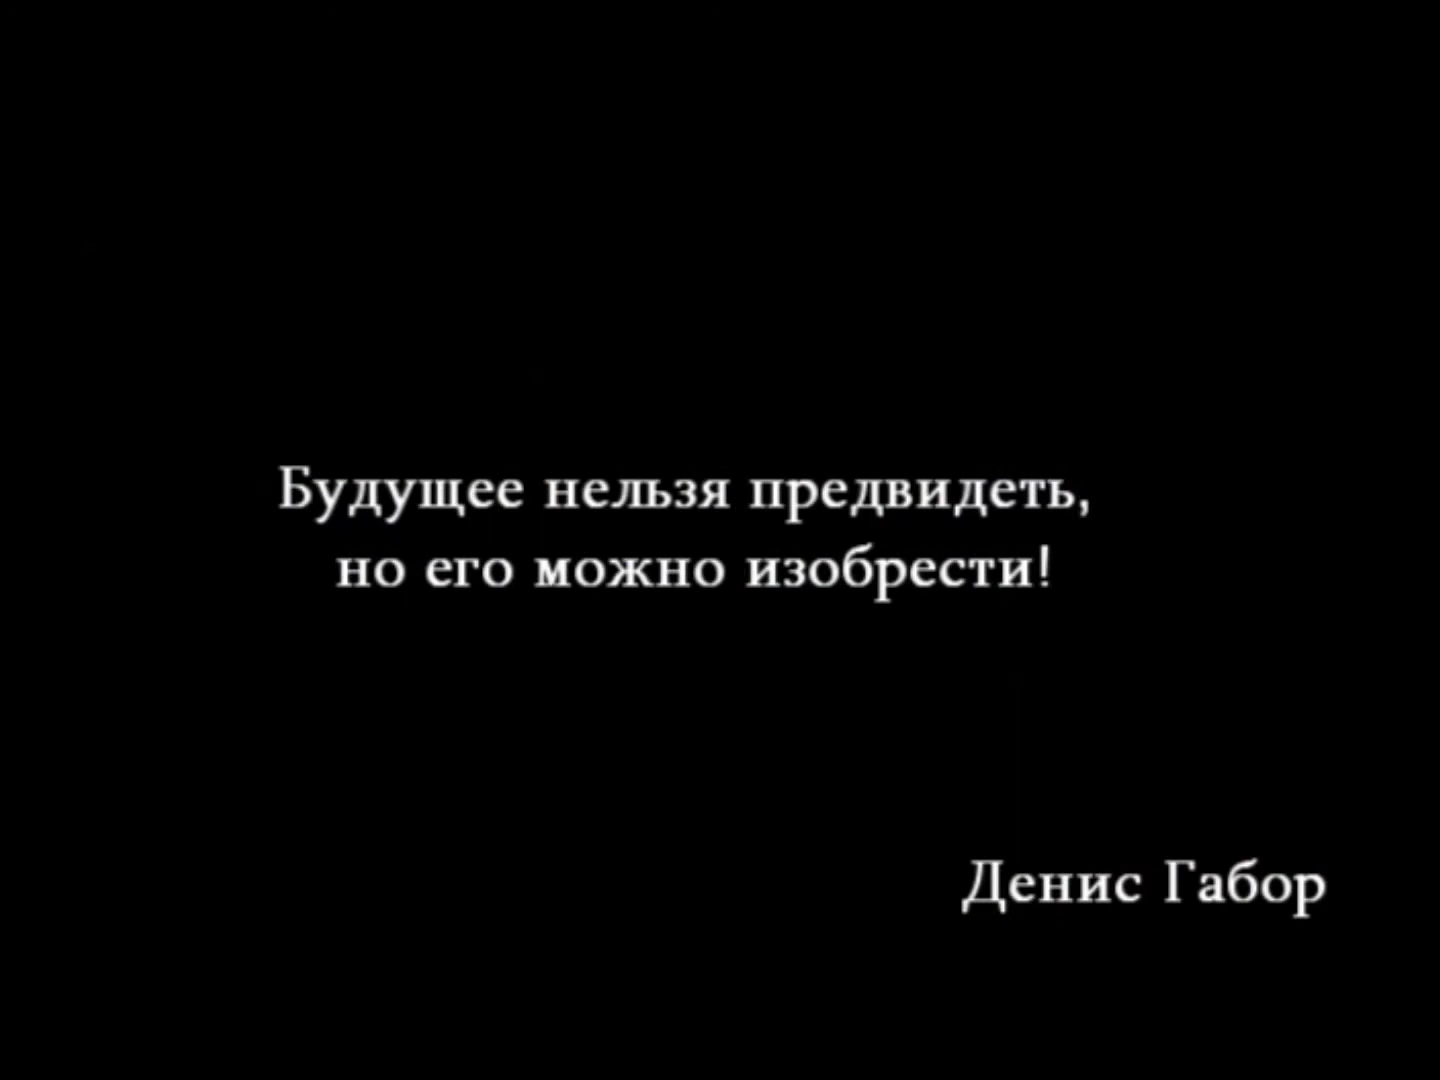 Будущее нельзя предвидеть,
но его можно изобрести!
Денис Габор